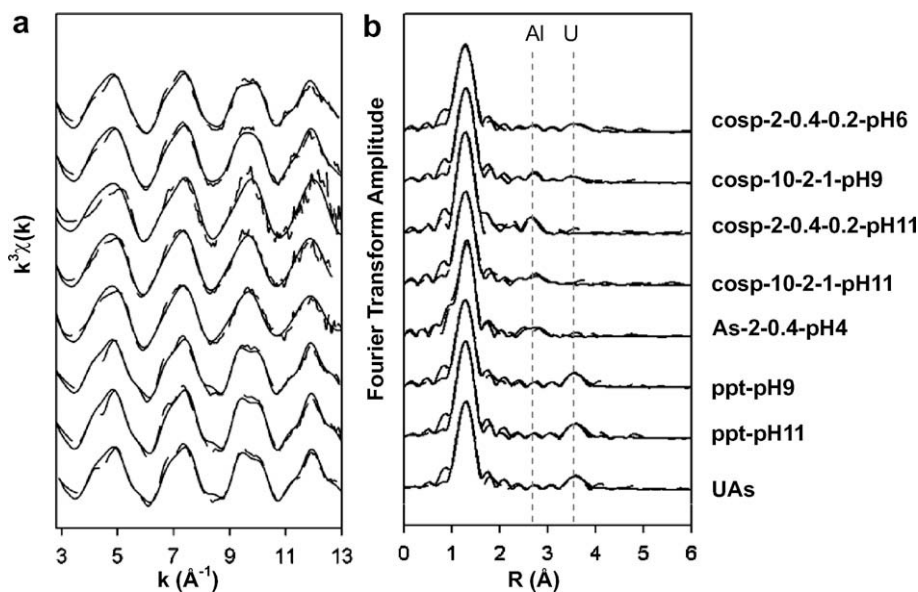 a
b
Al
U
k³χ(k)
Fourier Transform Amplitude
cosp-2-0.4-0.2-pH6
cosp-10-2-1-pH9
cosp-2-0.4-0.2-pH11
cosp-10-2-1-pH11
As-2-0.4-pH4
ppt-pH9
ppt-pH11
UAs
3 5 7 9 11 13
0 1 2 3 4 5 6
k (Å⁻¹)
R (Å)